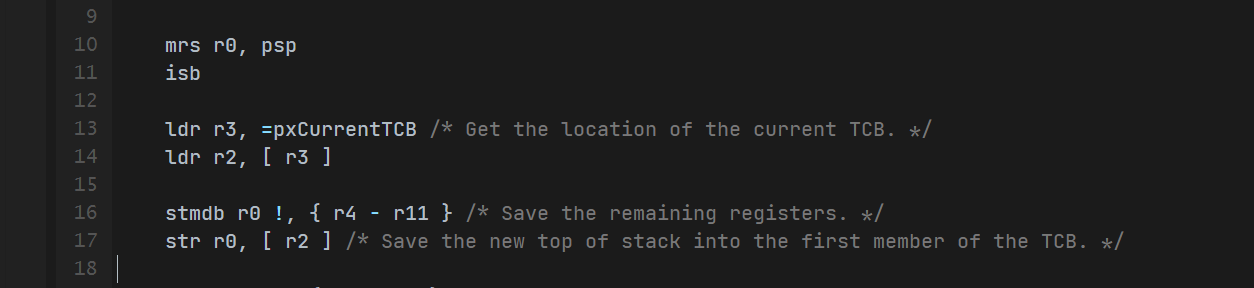 9
10 mrs r0, psp
11 isb
12
13 ldr r3, =pxCurrentTCB /* Get the location of the current TCB. */
14 ldr r2, [ r3 ]
15
16 stmdb r0 !, { r4 - r11 } /* Save the remaining registers. */
17 str r0, [ r2 ] /* Save the new top of stack into the first member of the TCB. */
18